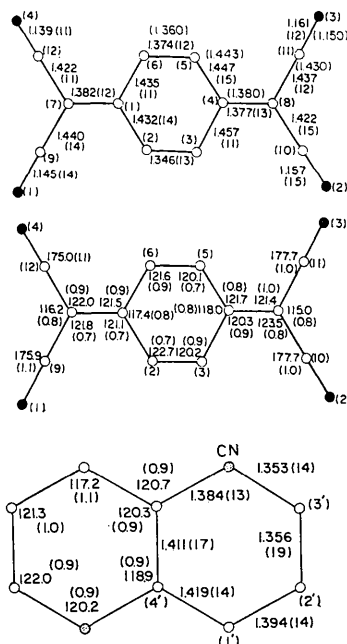 (4) (3)
1.139(11) (1.360) 1.161 (1.150)
(12) 1.374(12) (1.443) (12) (11)
(6) (5) (1.430)
1.422 1.435 1.447 1.437
(11) (11) (15) (12)
1.382(12) (4) (1.380)
(7) (1) 1.377(13) (8)
1.440 1.432(14) 1.457 1.422
(14) (2) (3) (11) (15)
(9) 1.346(13) (10)
1.145(14) 1.157
(15)
(1) (2)
(4) (3)
175.0(1.1) (6) (5) 177.7
(12) (1.0) (11)
(0.9) (0.9) 121.6 120.1 (0.8) (1.0)
116.2 122.0 121.5 (0.9) (0.7) 121.7 121.4 115.0
(0.8) 121.8 121.1 117.4(0.8) (0.8)118.0 120.3 123.5 (0.8)
(0.7) (0.7) (0.7) (0.9) (0.9) (0.8)
175.9 122.7 120.2 177.7
(1.1) (9) (2) (3) (1.0) (10)
(1) (2)
CN
(0.9) 1.353(14)
117.2 120.7 1.384(13)
(1.1) (3')
121.3 120.3
(1.0) (0.9) 1.356
1.411(17) (19)
(0.9) (0.9)
122.0 118.9
(0.9) (4') 1.419(14) (2')
120.2 1.394(14)
(1')